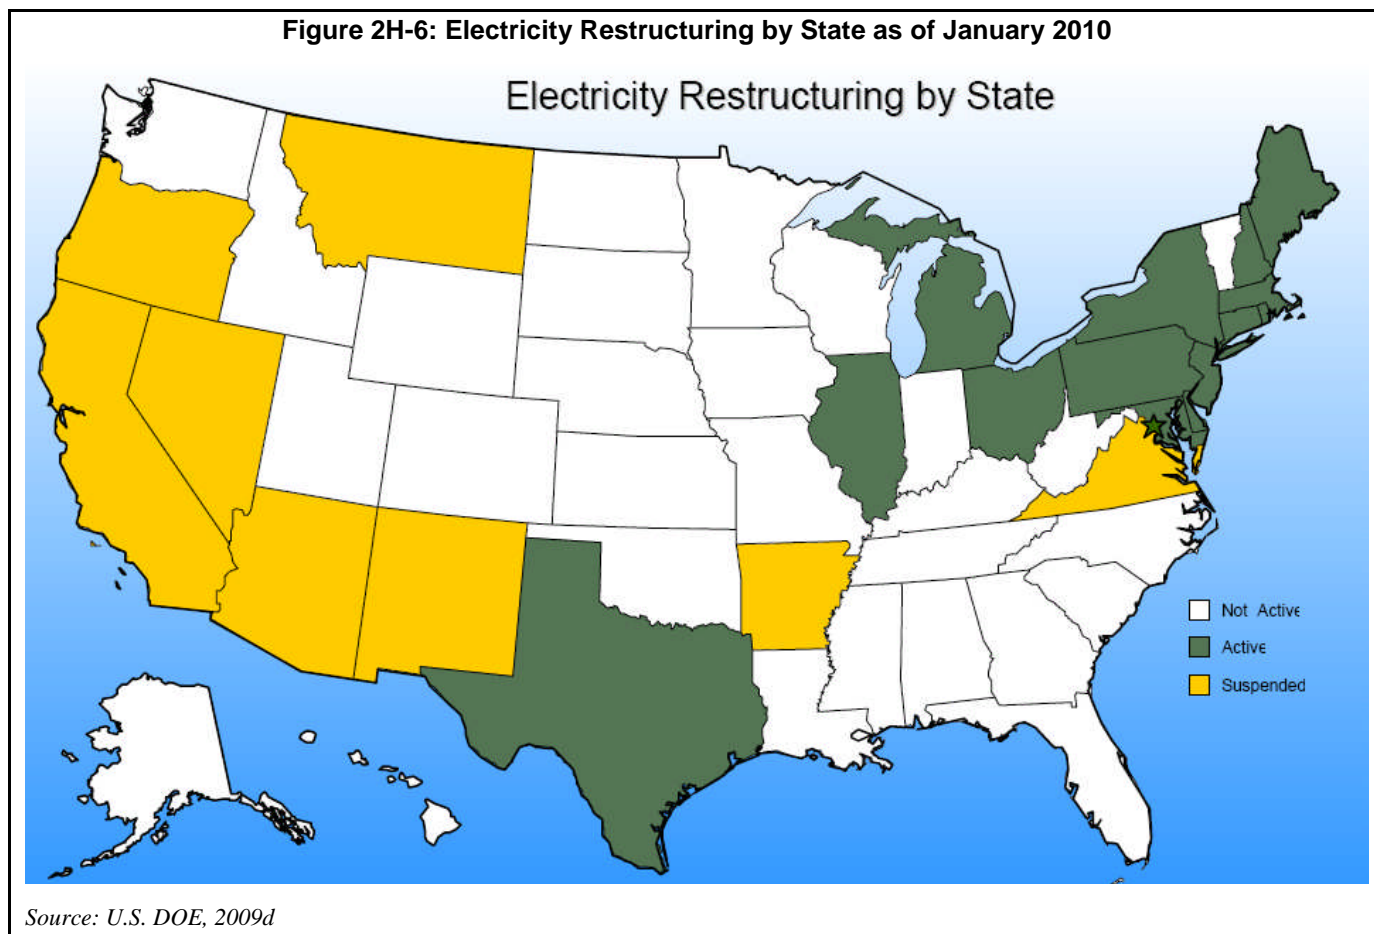 Figure 2H-6: Electricity Restructuring by State as of January 2010
Electricity Restructuring by State
Not Active
Active
Suspended
Source: U.S. DOE, 2009d